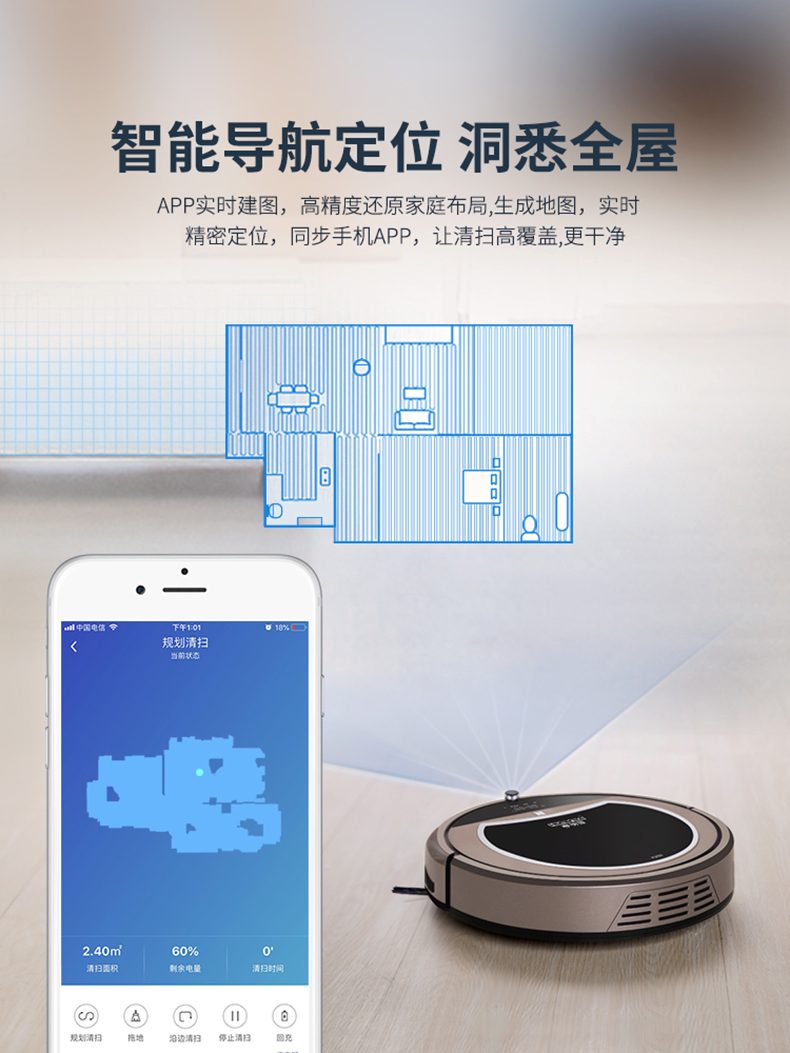 智能导航定位 洞悉全屋
APP实时建图，高精度还原家庭布局,生成地图，实时
精密定位，同步手机APP，让清扫高覆盖,更干净
中国电信 下午1:01 18%
规划清扫
当前状态
2.40㎡ 60% 0'
清扫面积 剩余电量 清扫时间
规划清扫 拖地 沿边清扫 停止清扫 回充